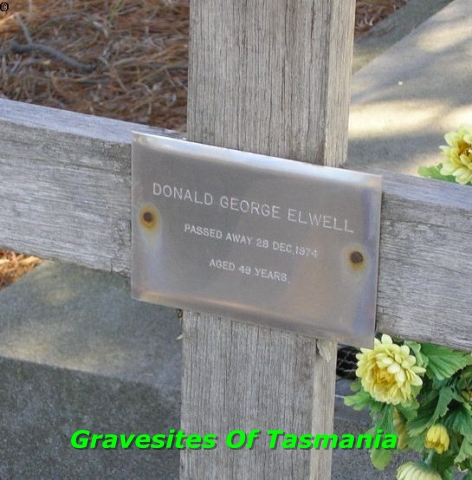 ©
DONALD GEORGE ELWELL
PASSED AWAY 28 DEC.1974
AGED 49 YEARS
Gravesites Of Tasmania